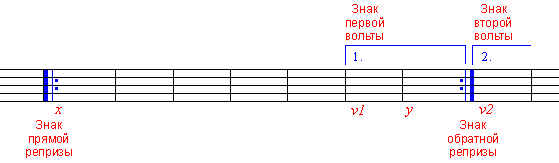 Знак
первой
вольты
Знак
второй
вольты
1.
2.
x
v1
y
v2
Знак
прямой
репризы
Знак
обратной
репризы